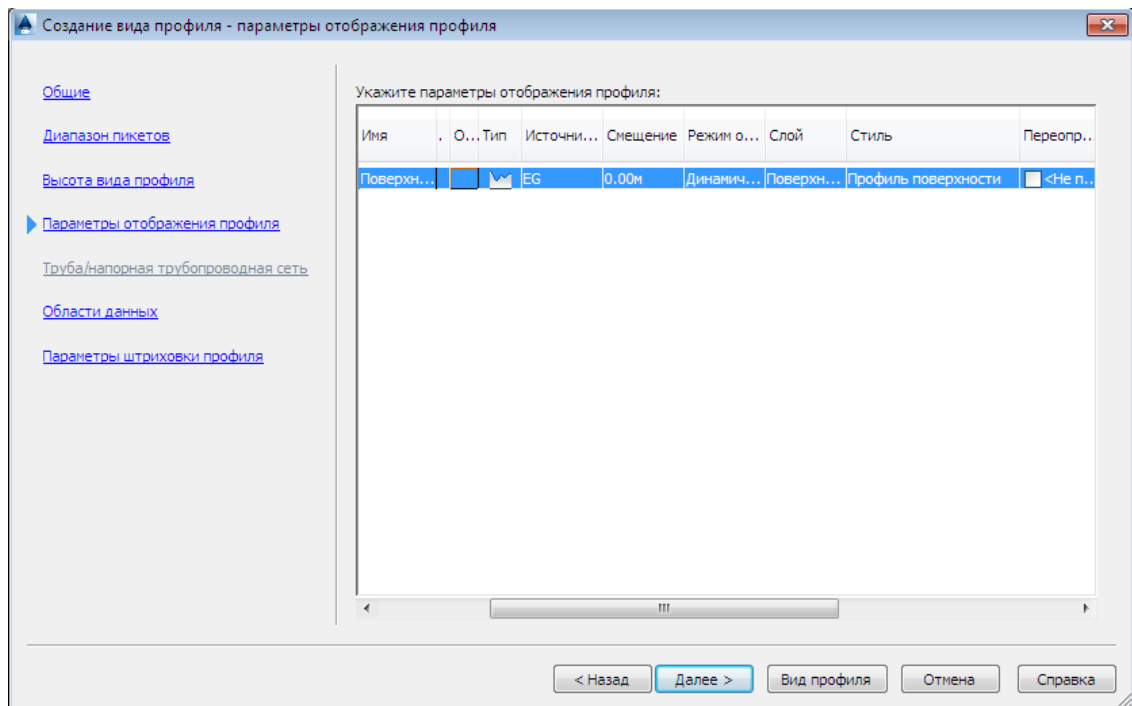 Создание вида профиля - параметры отображения профиля
Общие
Диапазон пикетов
Высота вида профиля
Параметры отображения профиля
Труба/напорная трубопроводная сеть
Области данных
Параметры штриховки профиля
Укажите параметры отображения профиля:
Имя . О... Тип Источни... Смещение Режим о... Слой Стиль Переопр...
Поверхн... EG 0.00м Динамич... Поверхн... Профиль поверхности <Не п...
< Назад Далее > Вид профиля Отмена Справка